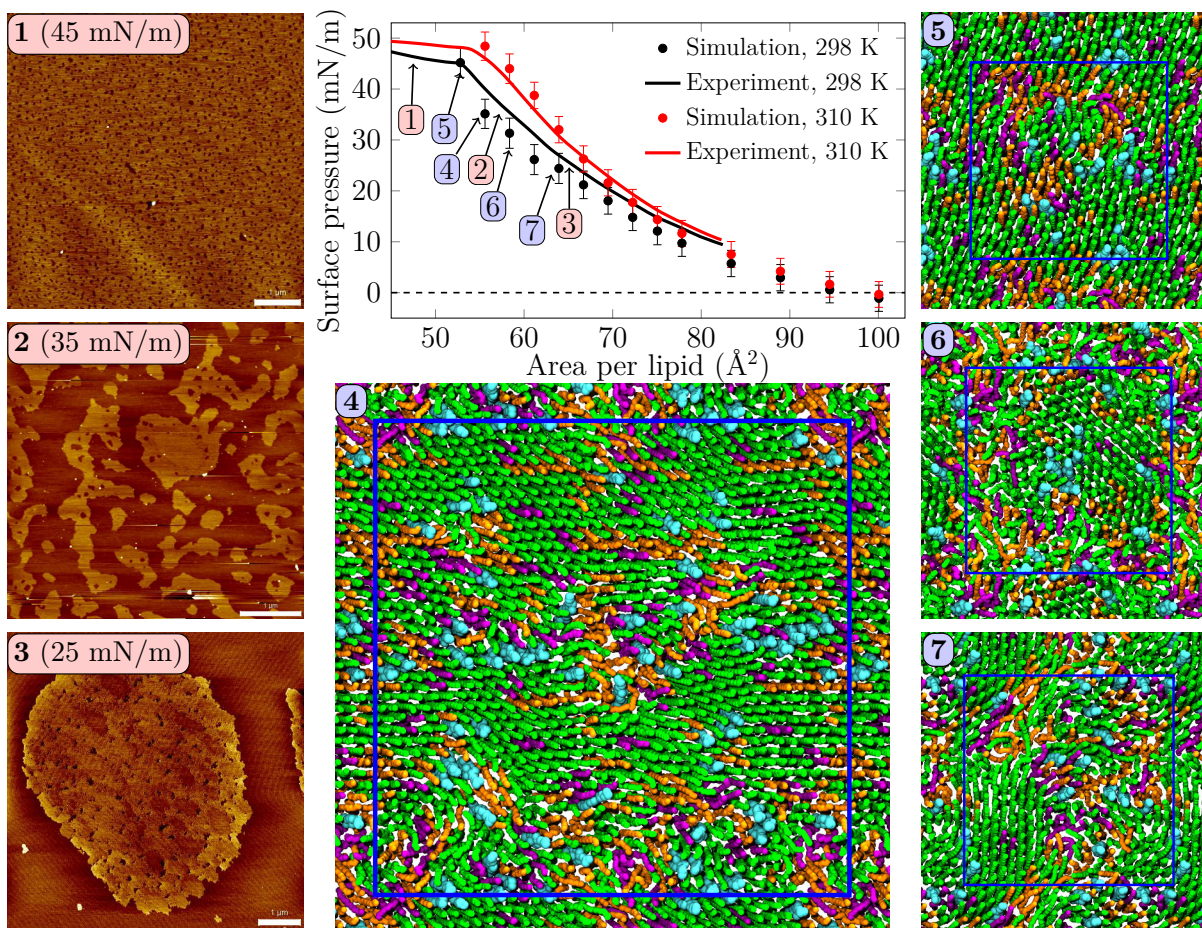 1 (45 mN/m)
1 μm
2 (35 mN/m)
1 μm
3 (25 mN/m)
1 μm
Surface pressure (mN/m)
50
40
30
20
10
0
50
60
70
80
90
100
Area per lipid (Å²)
Simulation, 298 K
Experiment, 298 K
Simulation, 310 K
Experiment, 310 K
1
5
4
2
6
7
3
4
5
6
7